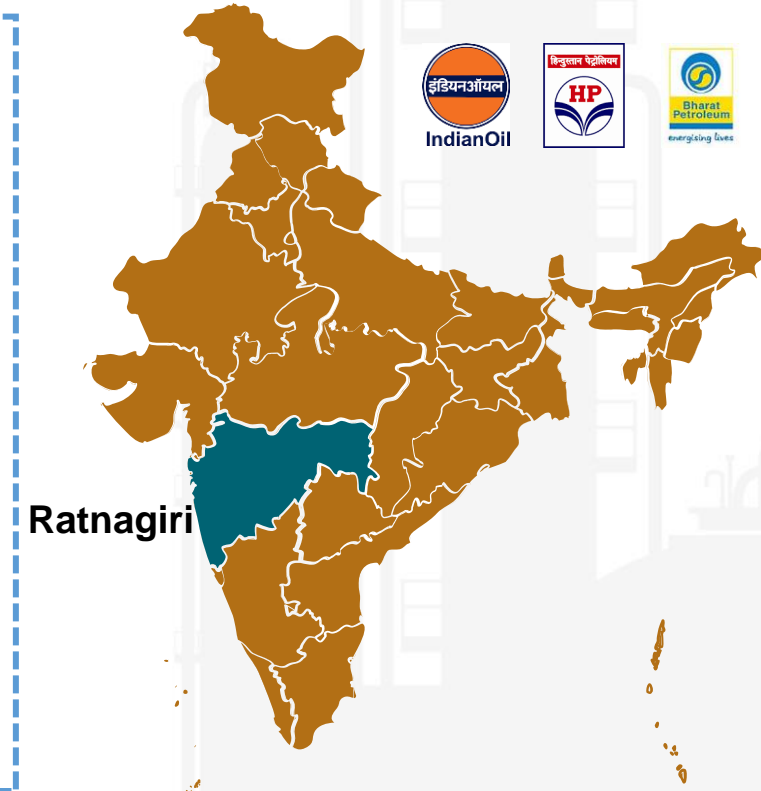 इंडियनऑयल
IndianOil
हिन्दुस्तान पेट्रोलियम
HP
Bharat
Petroleum
energising lives
Ratnagiri